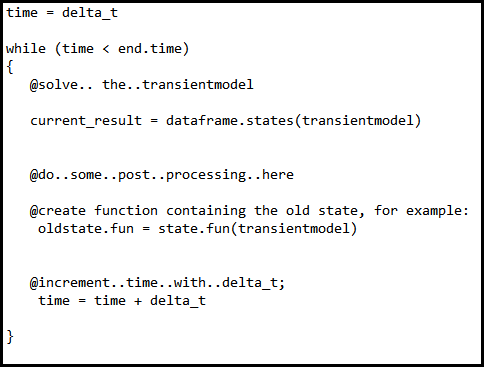 time = delta_t
while (time < end.time)
{
@solve.. the..transientmodel
current_result = dataframe.states(transientmodel)
@do..some..post..processing..here
@create function containing the old state, for example:
oldstate.fun = state.fun(transientmodel)
@increment..time..with..delta_t;
time = time + delta_t
}